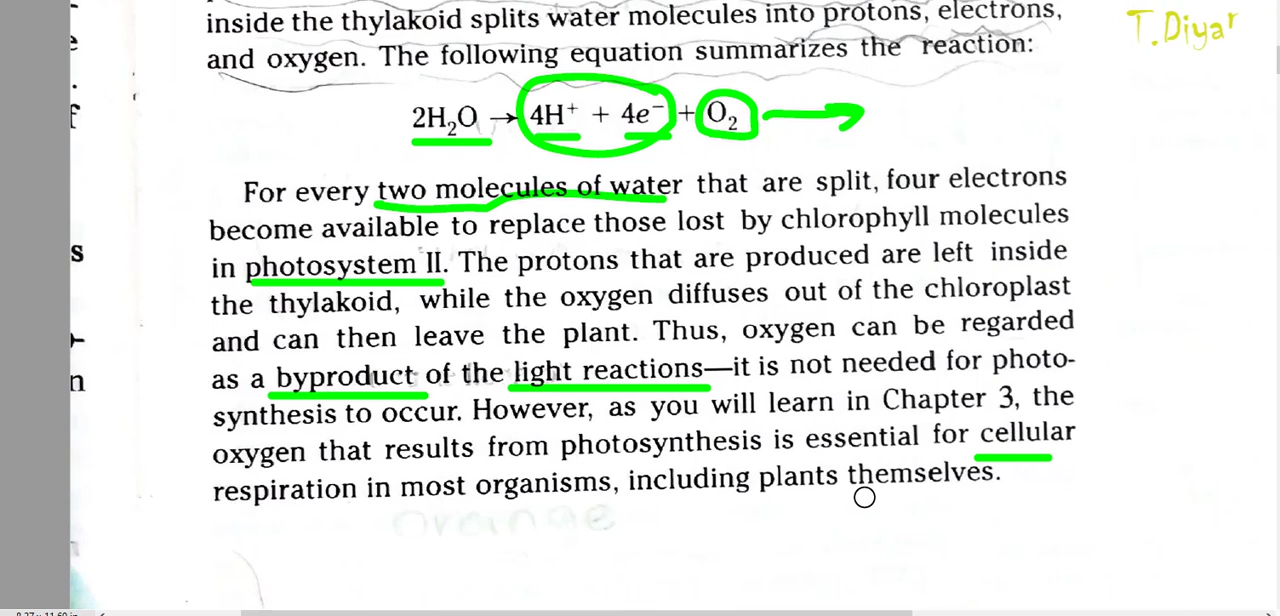 T.Diyar
inside the thylakoid splits water molecules into protons, electrons,
and oxygen. The following equation summarizes the reaction:
2H₂O → 4H⁺ + 4e⁻ + O₂
For every two molecules of water that are split, four electrons
become available to replace those lost by chlorophyll molecules
in photosystem II. The protons that are produced are left inside
the thylakoid, while the oxygen diffuses out of the chloroplast
and can then leave the plant. Thus, oxygen can be regarded
as a byproduct of the light reactions—it is not needed for photo-
synthesis to occur. However, as you will learn in Chapter 3, the
oxygen that results from photosynthesis is essential for cellular
respiration in most organisms, including plants themselves.
orange
e
f
s
n